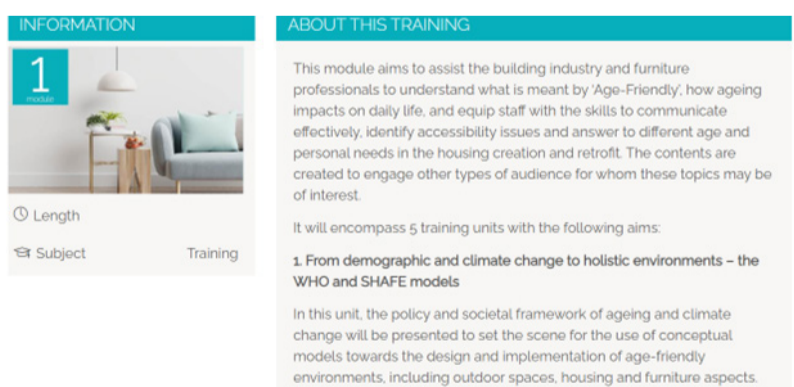 INFORMATION
1
module
Length
Subject Training
ABOUT THIS TRAINING
This module aims to assist the building industry and furniture
professionals to understand what is meant by 'Age-Friendly', how ageing
impacts on daily life, and equip staff with the skills to communicate
effectively, identify accessibility issues and answer to different age and
personal needs in the housing creation and retrofit. The contents are
created to engage other types of audience for whom these topics may be
of interest.
It will encompass 5 training units with the following aims:
1. From demographic and climate change to holistic environments – the
WHO and SHAFE models
In this unit, the policy and societal framework of ageing and climate
change will be presented to set the scene for the use of conceptual
models towards the design and implementation of age-friendly
environments, including outdoor spaces, housing and furniture aspects.